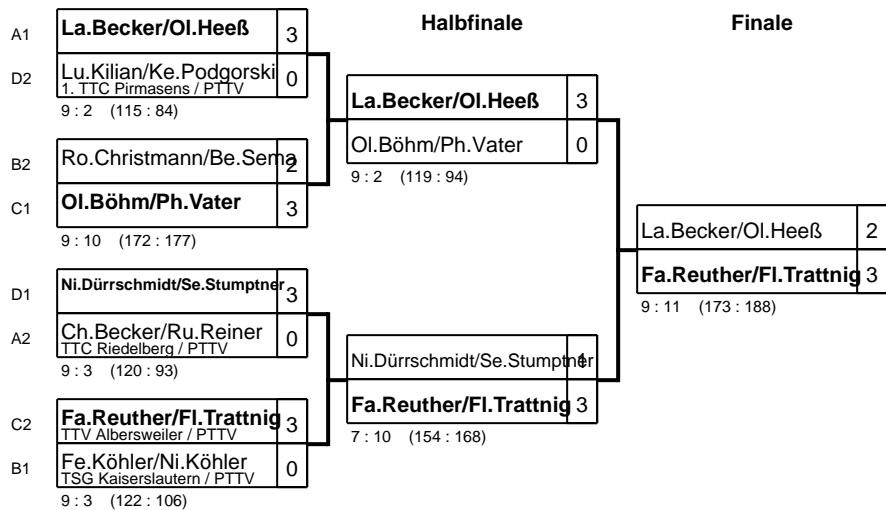 Halbfinale
Finale
A1 La.Becker/Ol.Heeß 3
D2 Lu.Kilian/Ke.Podgorski 0
1. TTC Pirmasens / PTTV
9 : 2 (115 : 84)
B2 Ro.Christmann/Be.Sema 2
C1 Ol.Böhm/Ph.Vater 3
9 : 10 (172 : 177)
D1 Ni.Dürrschmidt/Se.Stumptner 3
A2 Ch.Becker/Ru.Reiner 0
TTC Riedelberg / PTTV
9 : 3 (120 : 93)
C2 Fa.Reuther/Fl.Trattnig 3
TTV Albersweiler / PTTV
B1 Fe.Köhler/Ni.Köhler 0
TSG Kaiserslautern / PTTV
9 : 3 (122 : 106)
La.Becker/Ol.Heeß 3
Ol.Böhm/Ph.Vater 0
9 : 2 (119 : 94)
Ni.Dürrschmidt/Se.Stumptner 1
Fa.Reuther/Fl.Trattnig 3
7 : 10 (154 : 168)
La.Becker/Ol.Heeß 2
Fa.Reuther/Fl.Trattnig 3
9 : 11 (173 : 188)